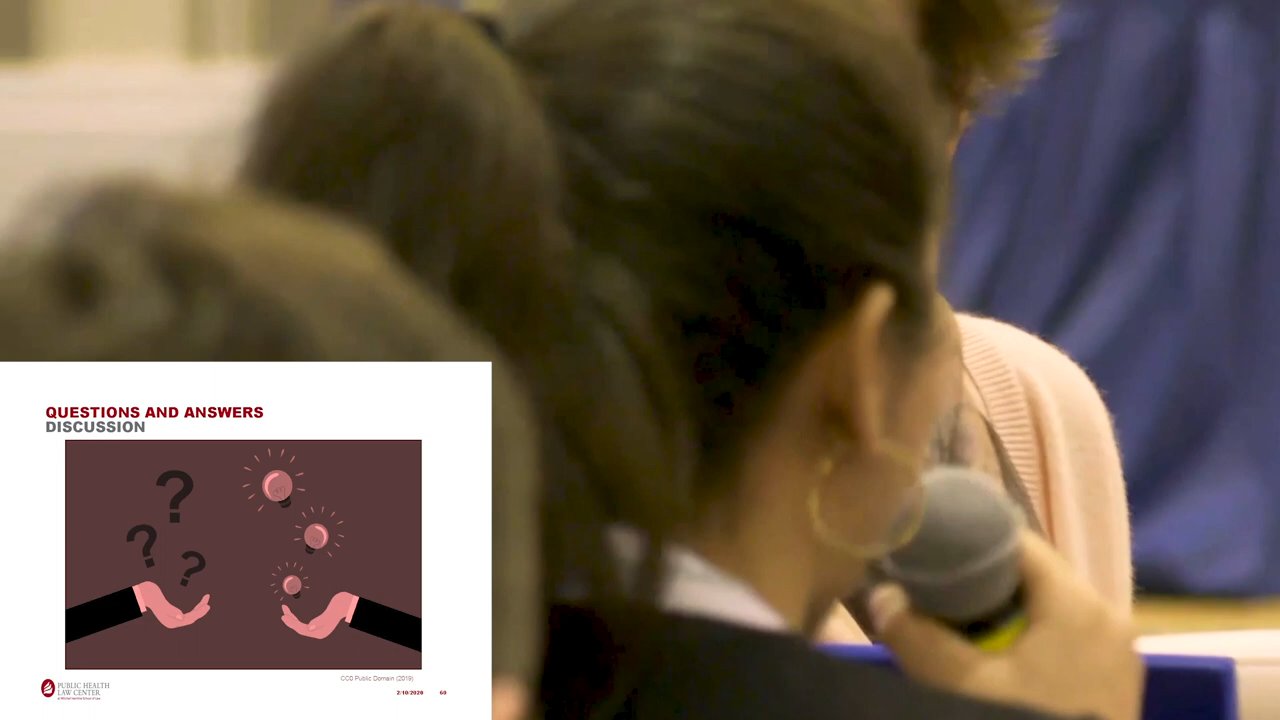 QUESTIONS AND ANSWERS
DISCUSSION
? ? ?
CC0 Public Domain (2019)
PUBLIC HEALTH
LAW CENTER
2/10/2020 60